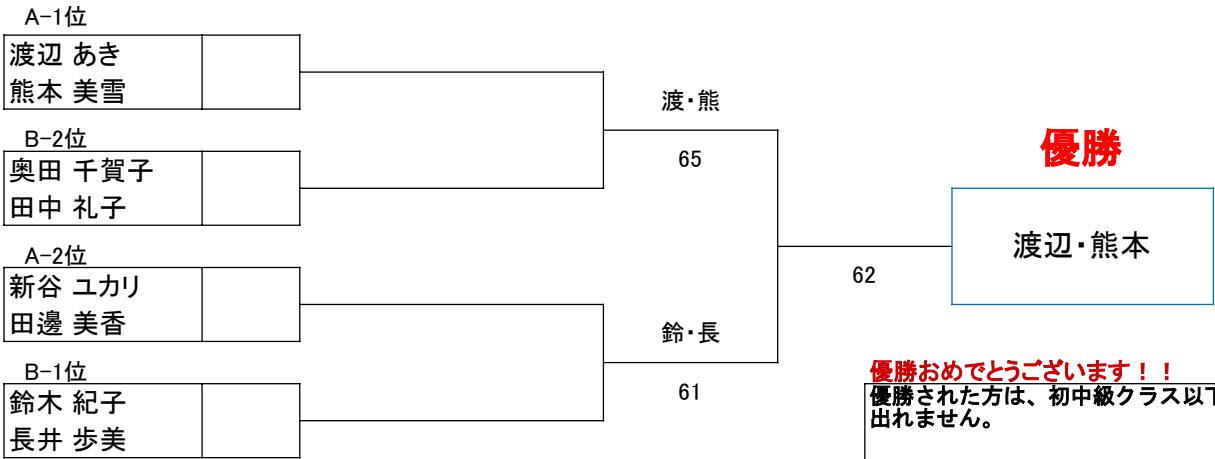 A-1位
渡辺 あき
熊本 美雪
渡・熊
B-2位
65
優勝
奥田 千賀子
田中 礼子
渡辺・熊本
A-2位
62
新谷 ユカリ
田邊 美香
鈴・長
B-1位
優勝おめでとうございます！！
鈴木 紀子
61
優勝された方は、初中級クラス以下
出れません。
長井 歩美